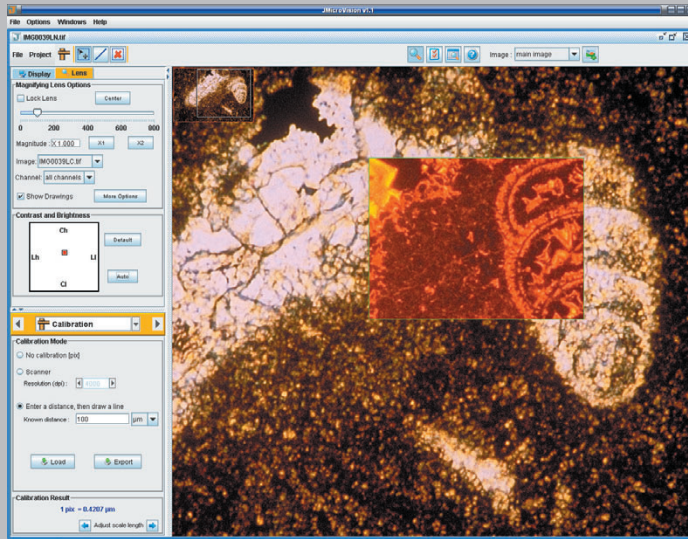 JMicroVision v1.1
File Options Windows Help
IMG0039LN.tif
File Project
Image : main image
Display Lens
Magnifying Lens Options
Lock Lens Center
0 200 400 600 800
Magnitude : X 1.000 X1 X2
Image: IMG0039LC.tif
Channel: all channels
Show Drawings More Options
Contrast and Brightness
Ch
Default
Lh Ll
Auto
Cl
Calibration
Calibration Mode
No calibration [pix]
Scanner
Resolution (dpi) :
Enter a distance, then draw a line
Known distance : 100 µm
Load Export
Calibration Result
1 pix = 0.4207 µm
Adjust scale length